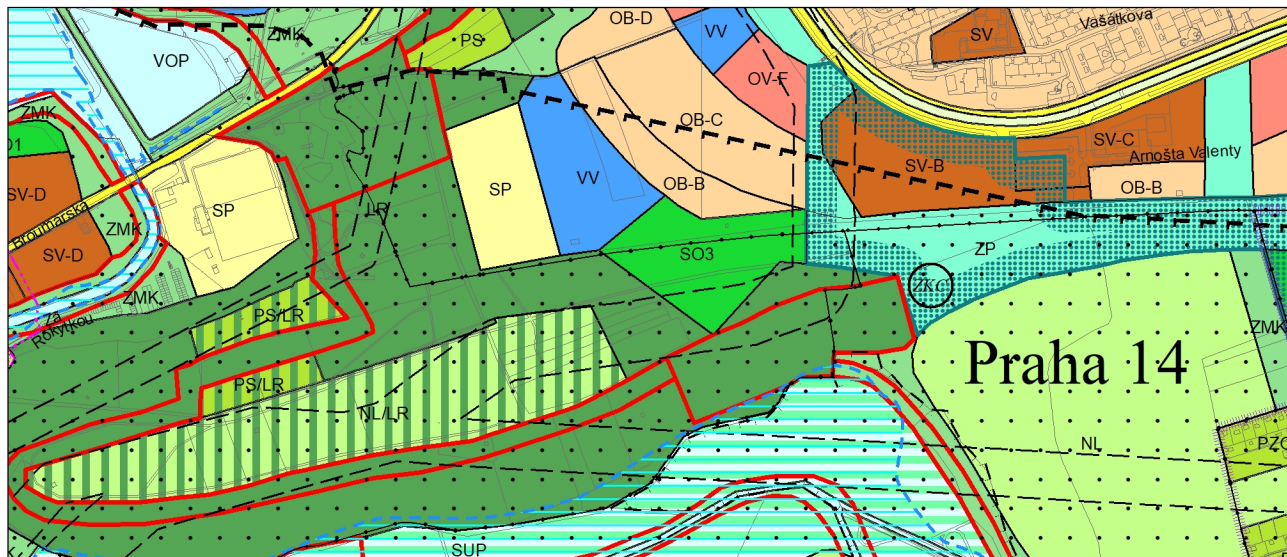 OB-D
VV
SV
Vašátkova
ZMK
PS
VOP
OV-F
ZMK
OB-C
O1
SV-C
SV-B
Arnošta Valenty
SV-D
SP
SP
VV
OB-B
OB-B
LR
ZMK
Broumarská
SV-D
SO3
ZP
ZKC
ZMK
Za
Rokytkou
PS/LR
ZMK
Praha 14
PS/LR
NL/LR
NL
PZO
SUP